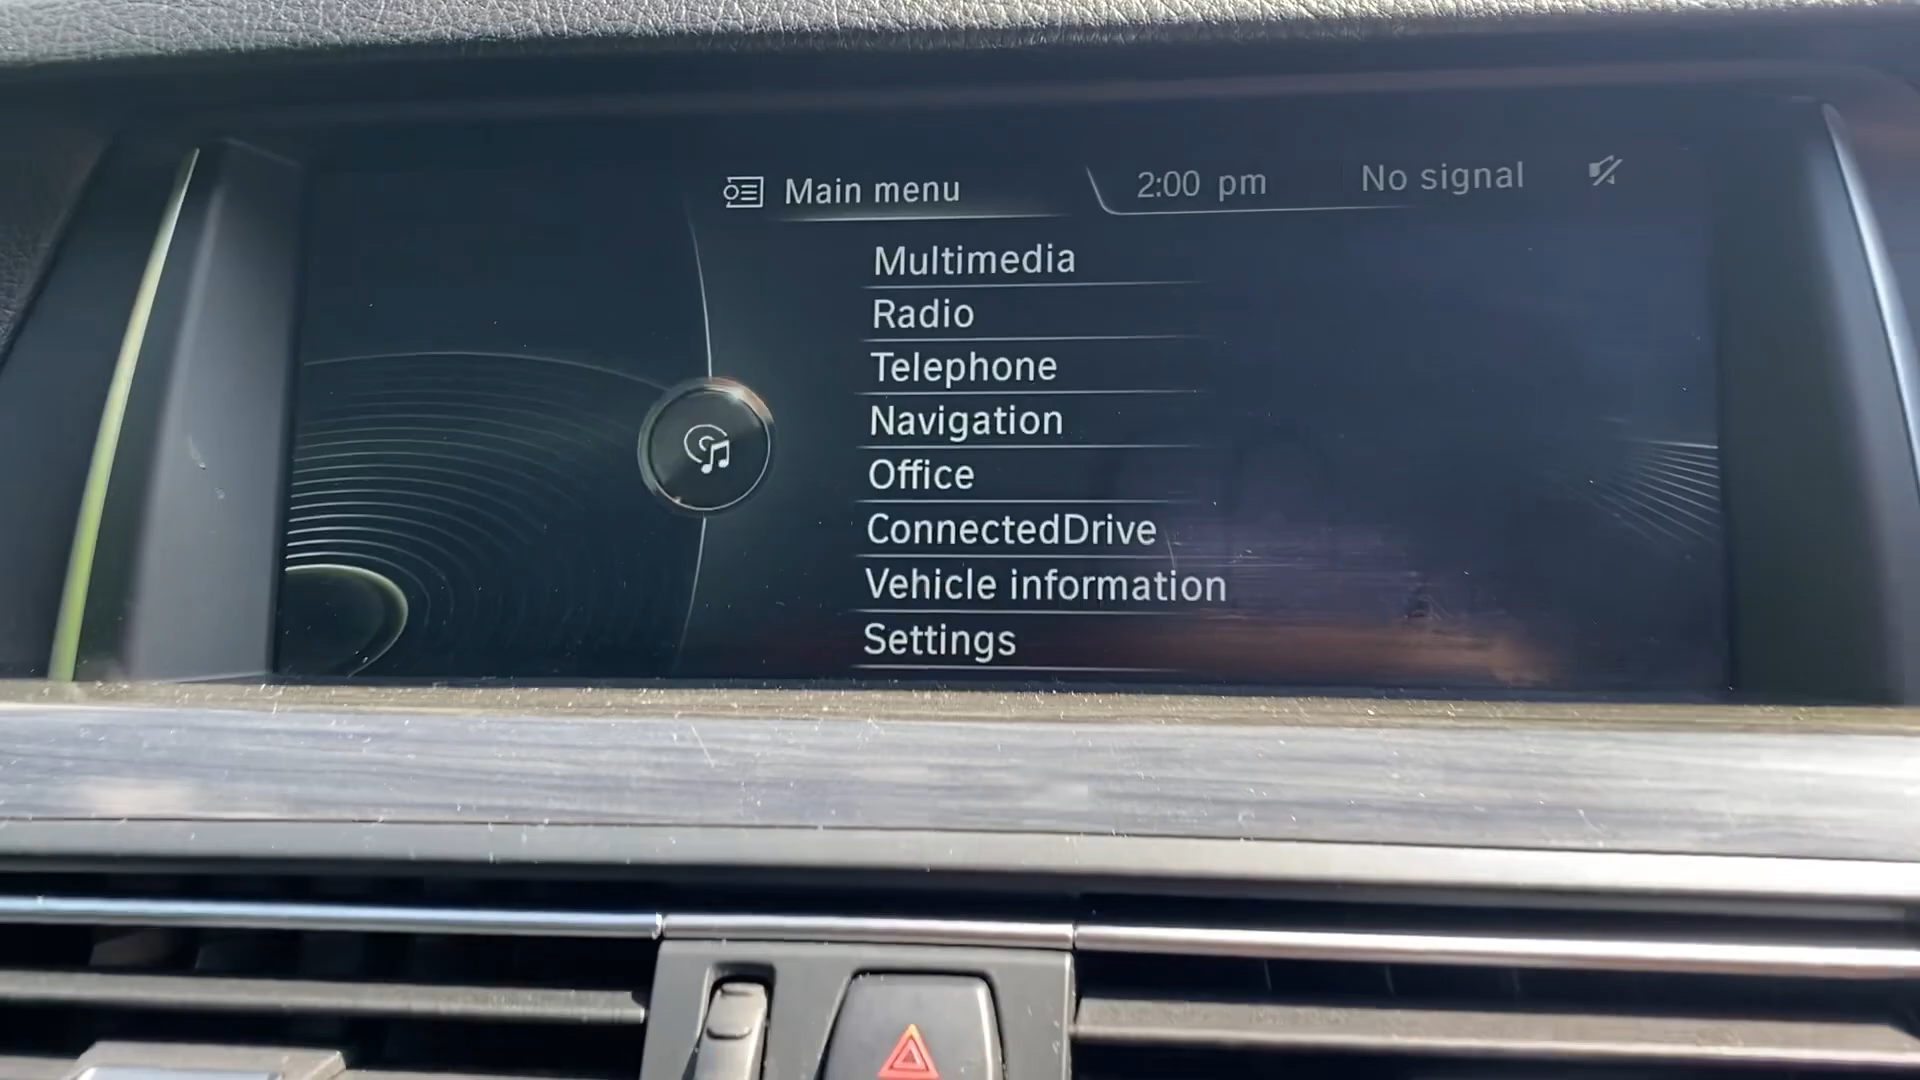 Main menu
2:00 pm
No signal
Multimedia
Radio
Telephone
Navigation
Office
ConnectedDrive
Vehicle information
Settings